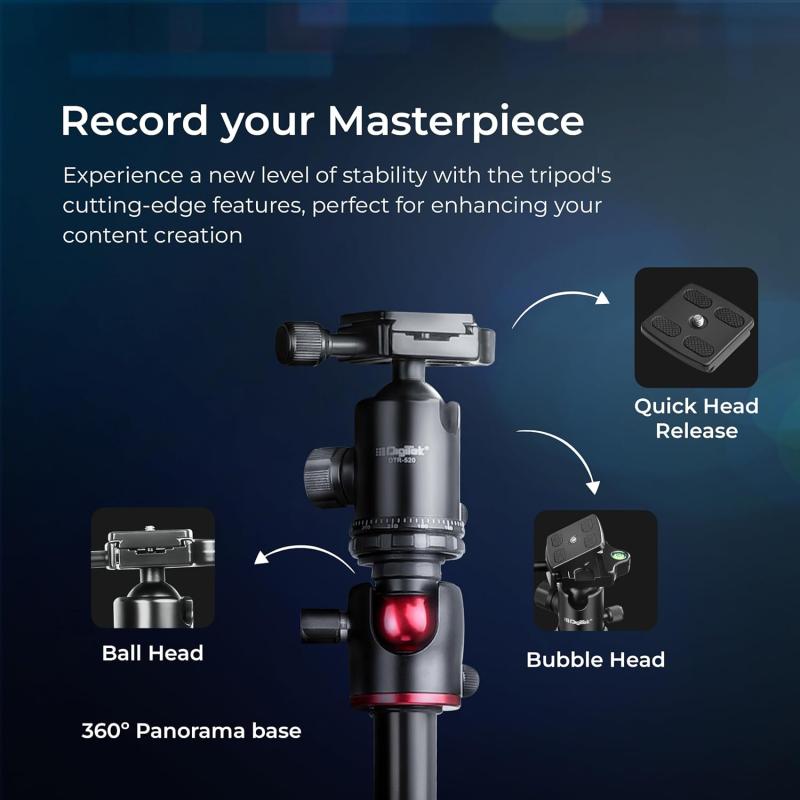 Record your Masterpiece
Experience a new level of stability with the tripod's
cutting-edge features, perfect for enhancing your
content creation
Quick Head
Release
DigiTek®
DTR-520
Ball Head
DigiTek
Bubble Head
360° Panorama base